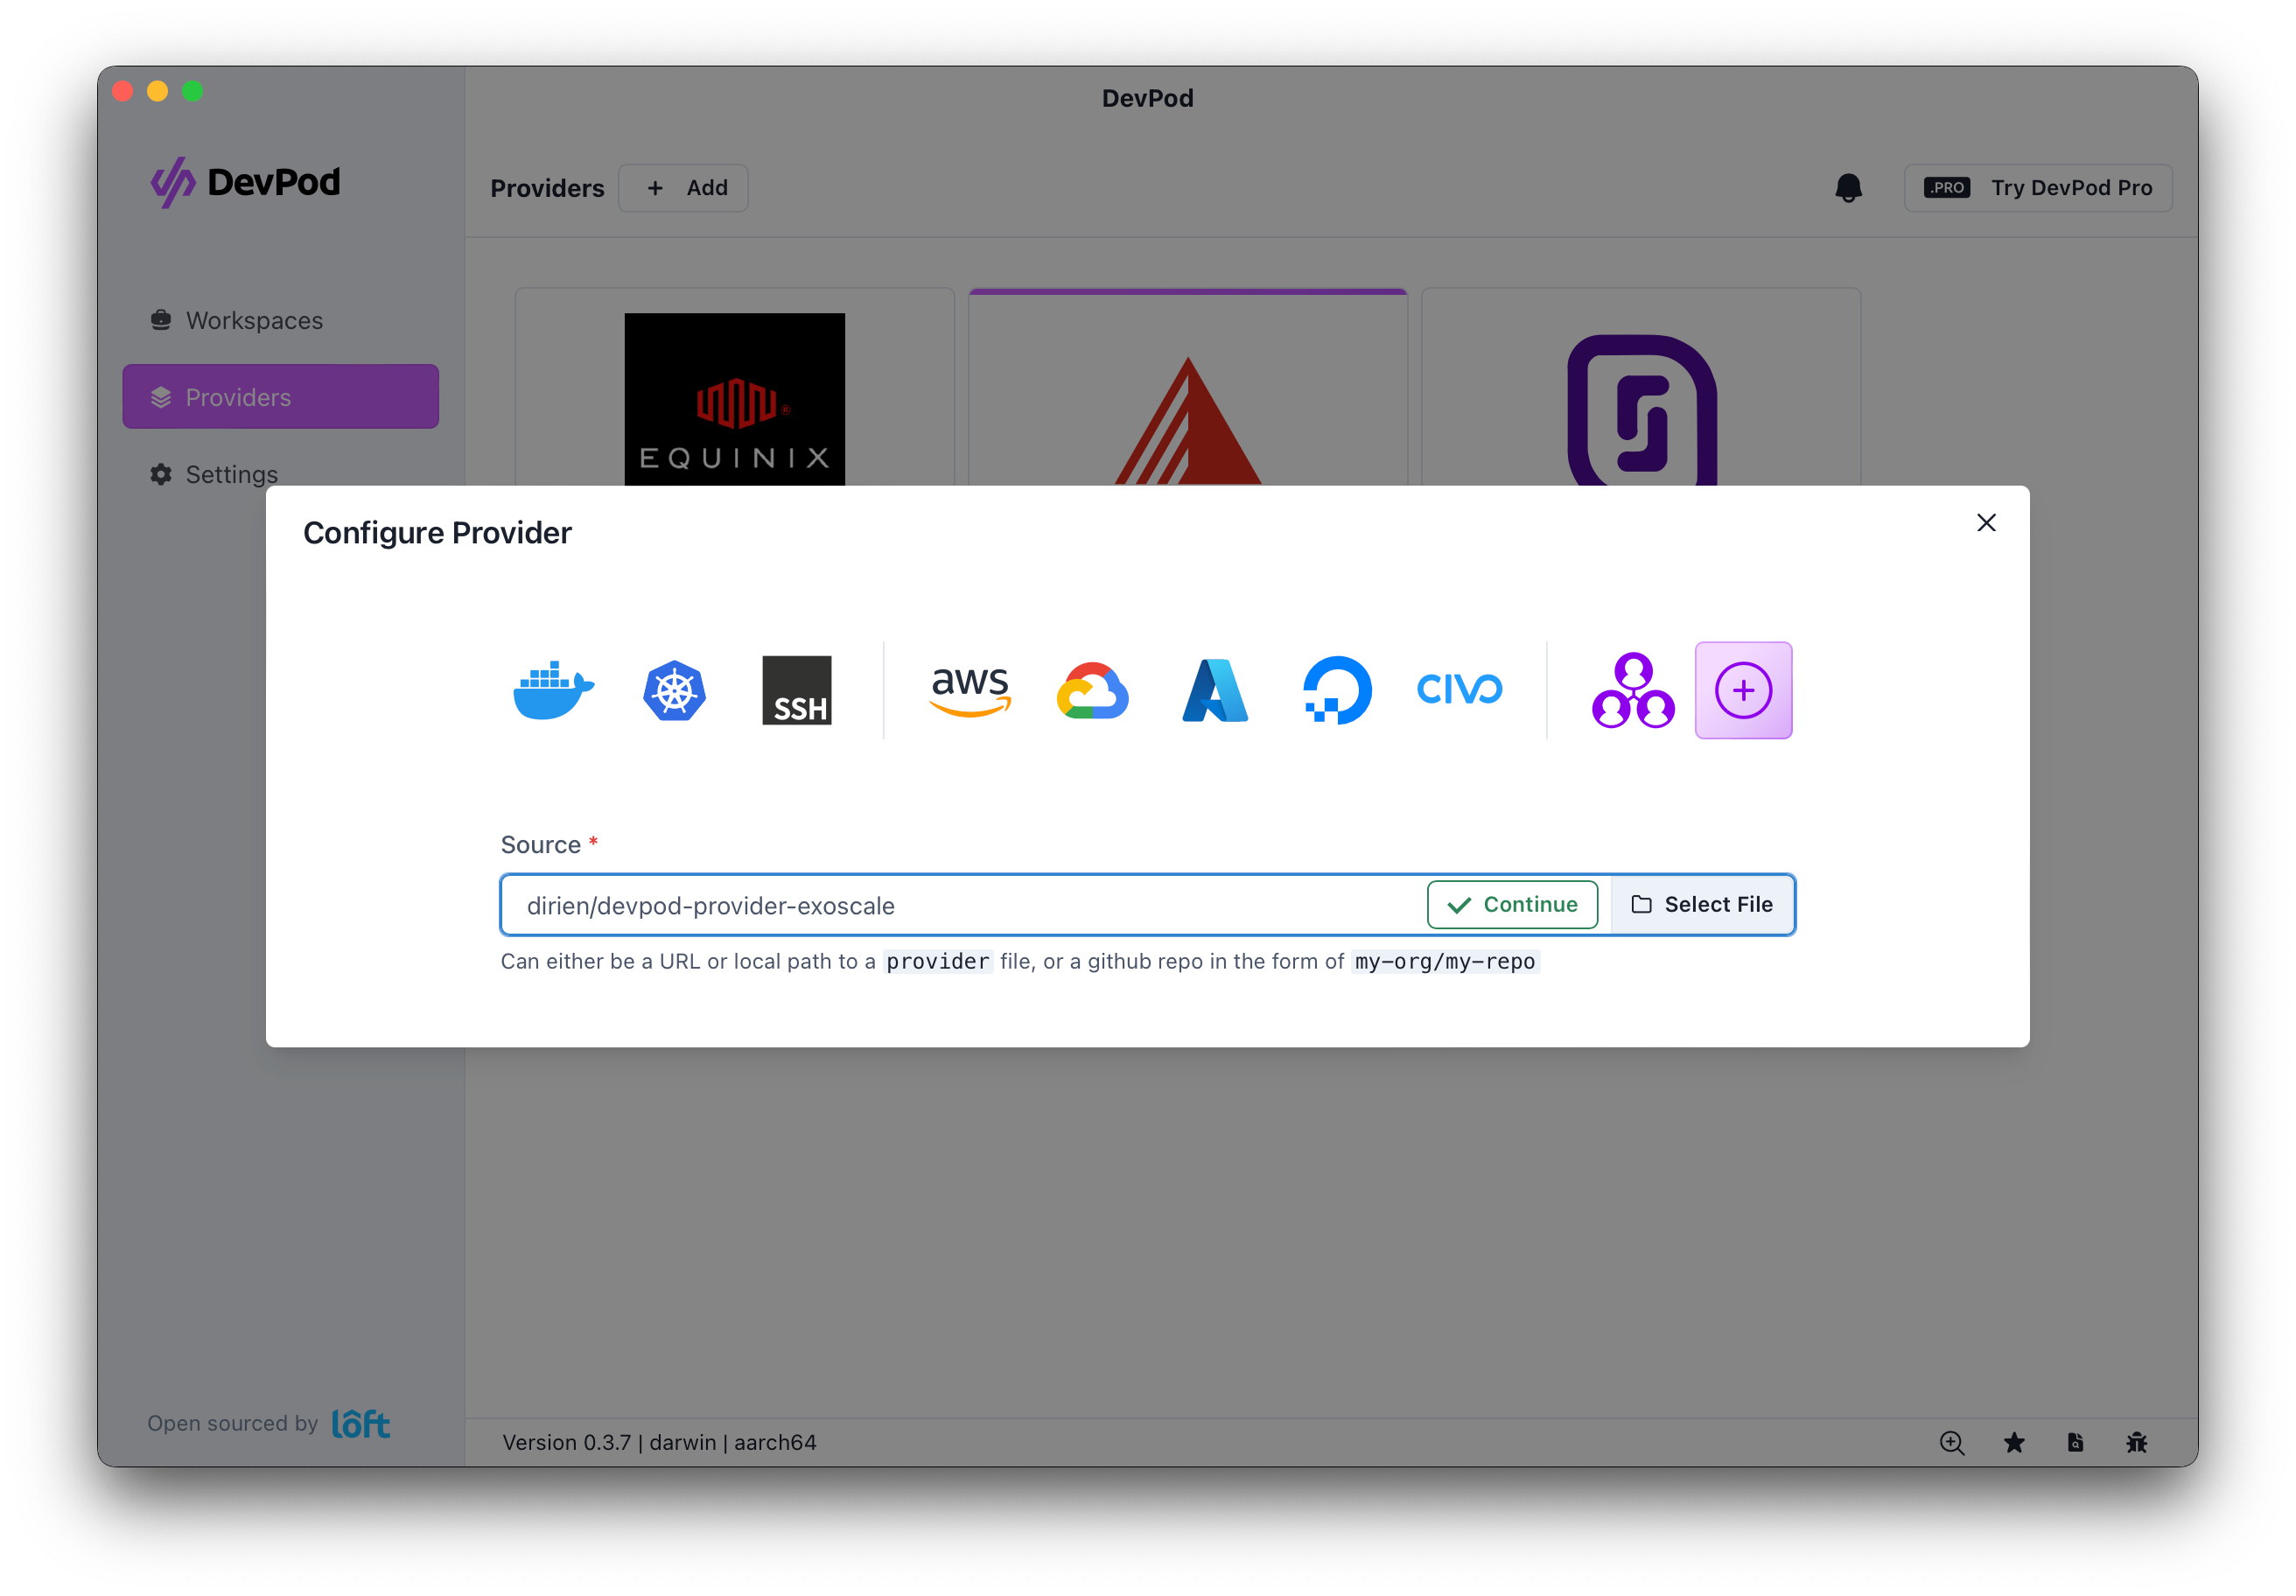 DevPod
DevPod
Providers
Add
.PRO
Try DevPod Pro
Workspaces
Providers
Settings
EQUINIX
®
Configure Provider
SSH
aws
CIVO
Source *
dirien/devpod-provider-exoscale
Continue
Select File
Can either be a URL or local path to a provider file, or a github repo in the form of my-org/my-repo
Open sourced by lôft
Version 0.3.7 | darwin | aarch64